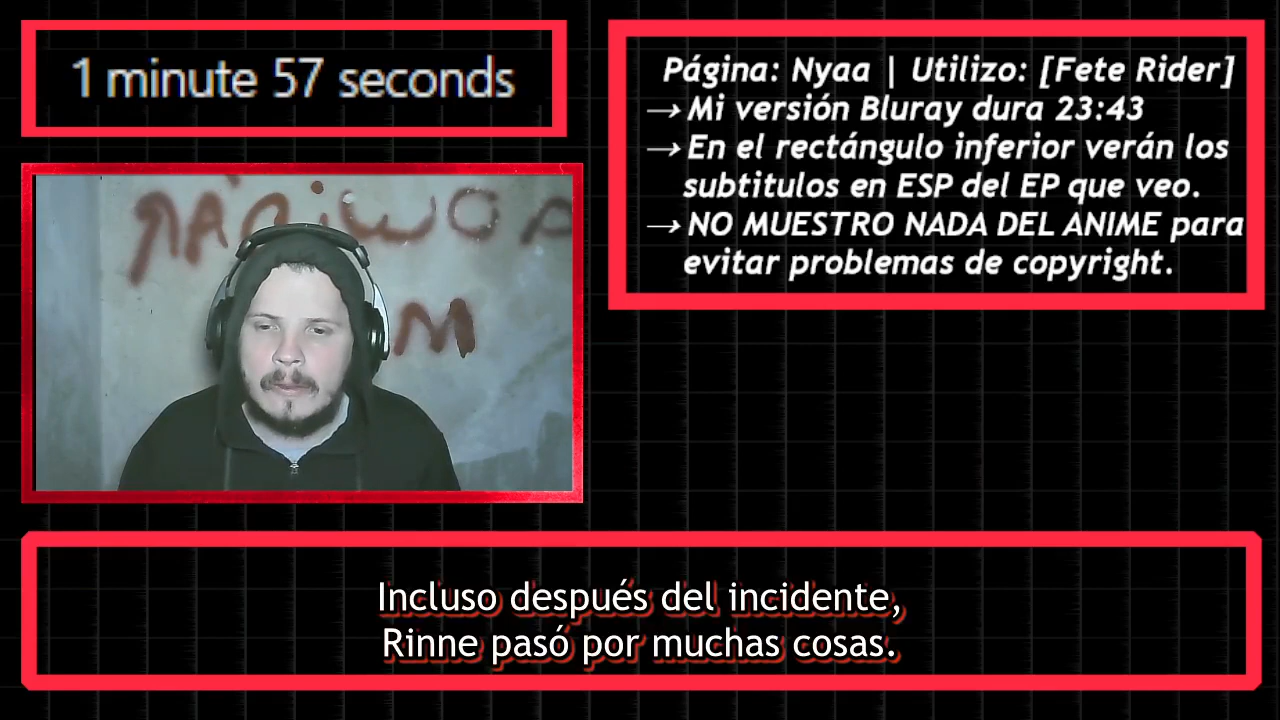 1 minute 57 seconds
Página: Nyaa | Utilizo: [Fete Rider]
→ Mi versión Bluray dura 23:43
→ En el rectángulo inferior verán los
subtitulos en ESP del EP que veo.
→ NO MUESTRO NADA DEL ANIME para
evitar problemas de copyright.
Incluso después del incidente,
Rinne pasó por muchas cosas.